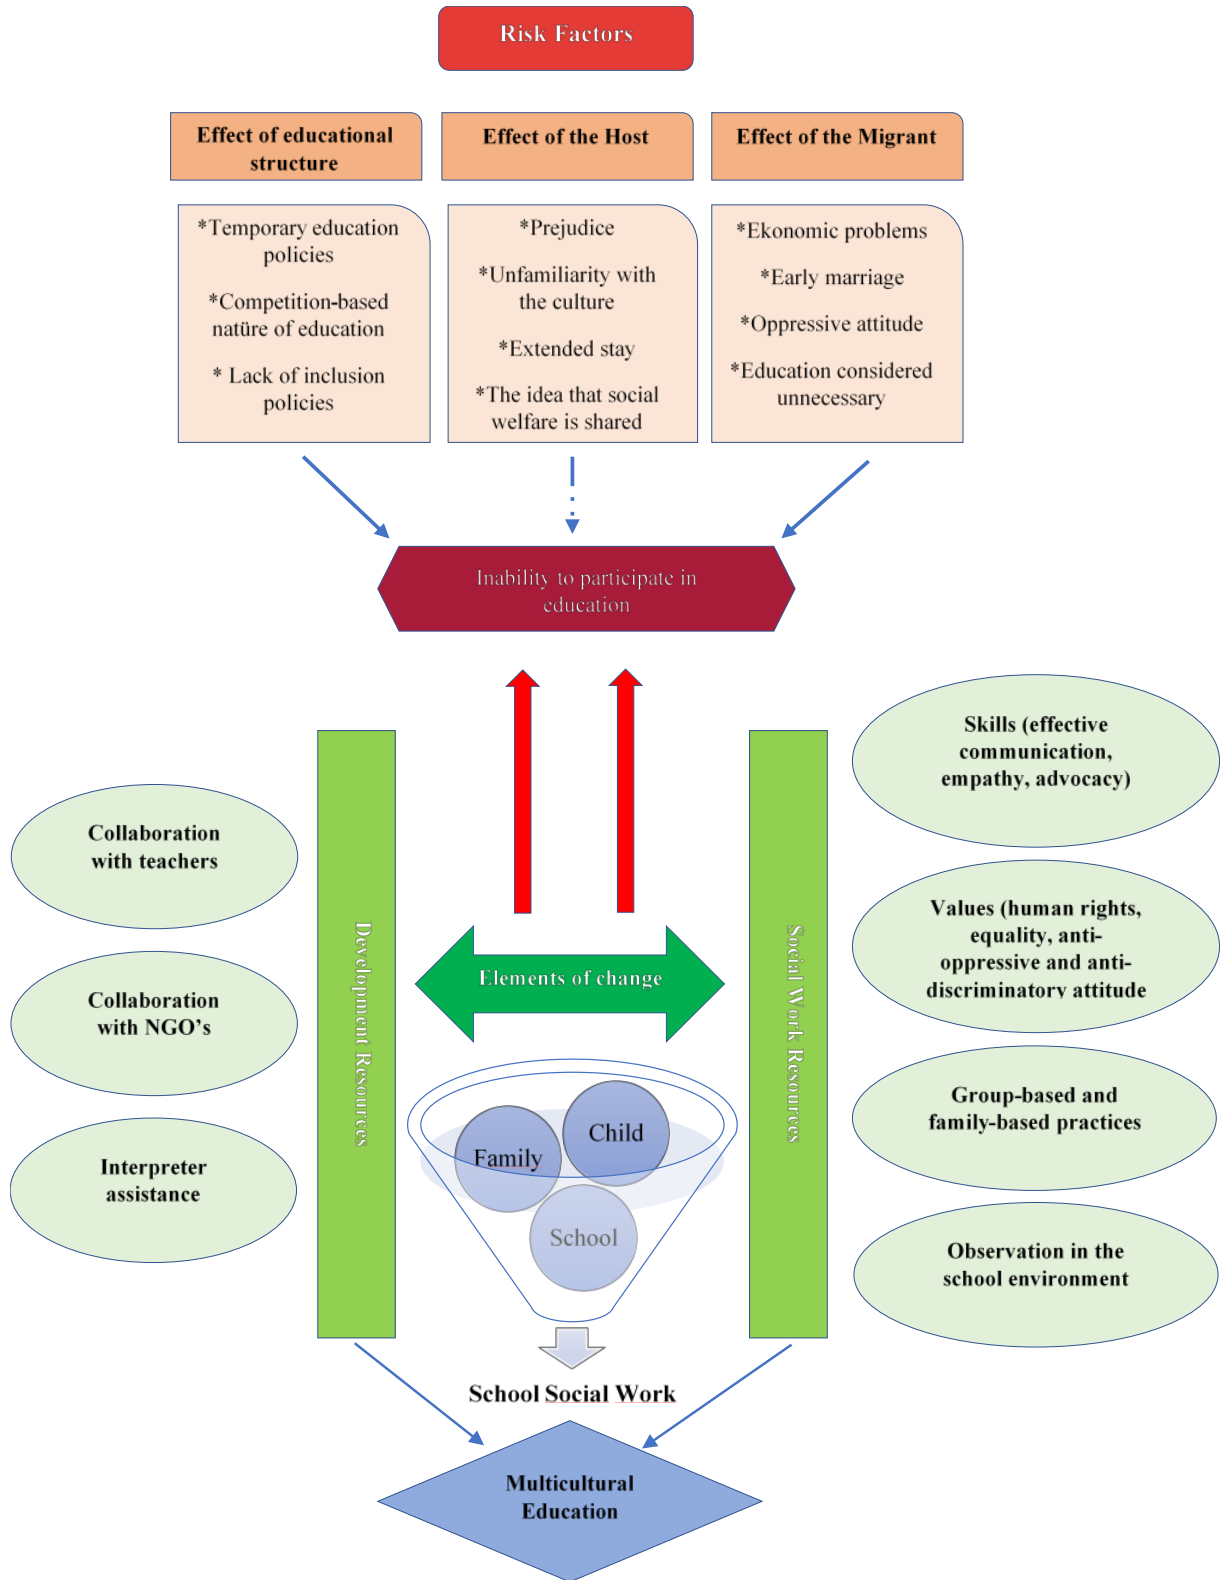 Risk Factors
Effect of educational
structure
Effect of the Host
Effect of the Migrant
*Temporary education
policies
*Competition-based
natüre of education
* Lack of inclusion
policies
*Prejudice
*Unfamiliarity with
the culture
*Extended stay
*The idea that social
welfare is shared
*Ekonomic problems
*Early marriage
*Oppressive attitude
*Education considered
unnecessary
Inability to participate in
education
Collaboration
with teachers
Collaboration
with NGO's
Interpreter
assistance
Development Resources
Elements of change
Family
Child
School
School Social Work
Social Work Resources
Skills (effective
communication,
empathy, advocacy)
Values (human rights,
equality, anti-
oppressive and anti-
discriminatory attitude
Group-based and
family-based practices
Observation in the
school environment
Multicultural
Education